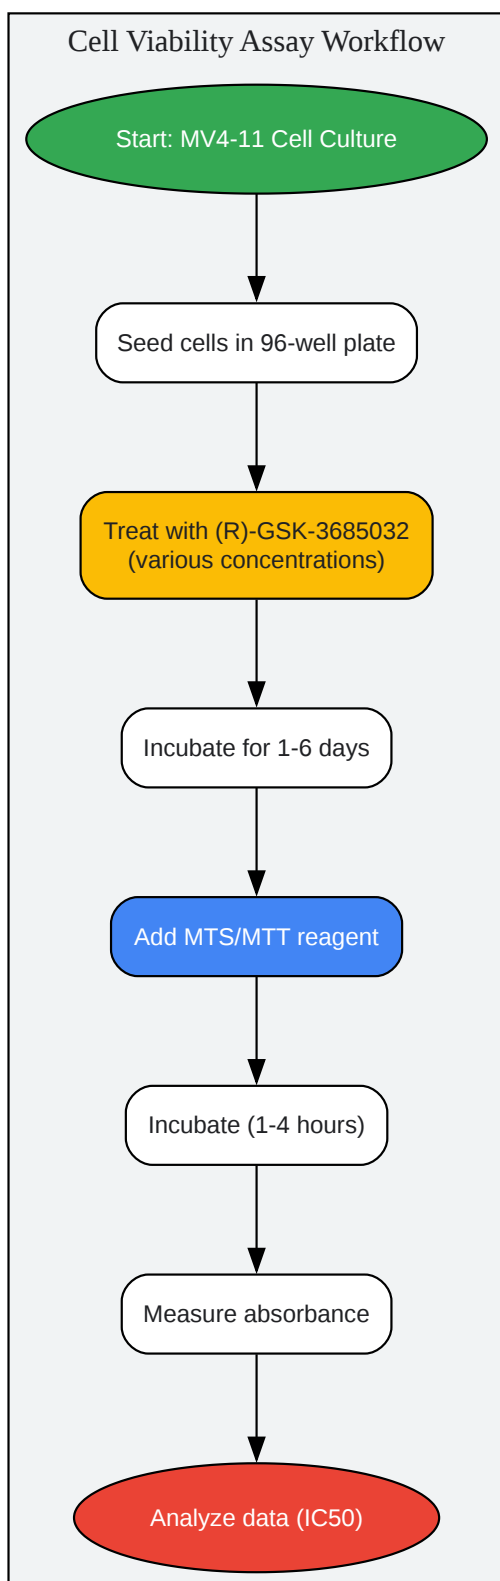 Cell Viability Assay Workflow
Start: MV4-11 Cell Culture
Seed cells in 96-well plate
Treat with (R)-GSK-3685032
(various concentrations)
Incubate for 1-6 days
Add MTS/MTT reagent
Incubate (1-4 hours)
Measure absorbance
Analyze data (IC50)